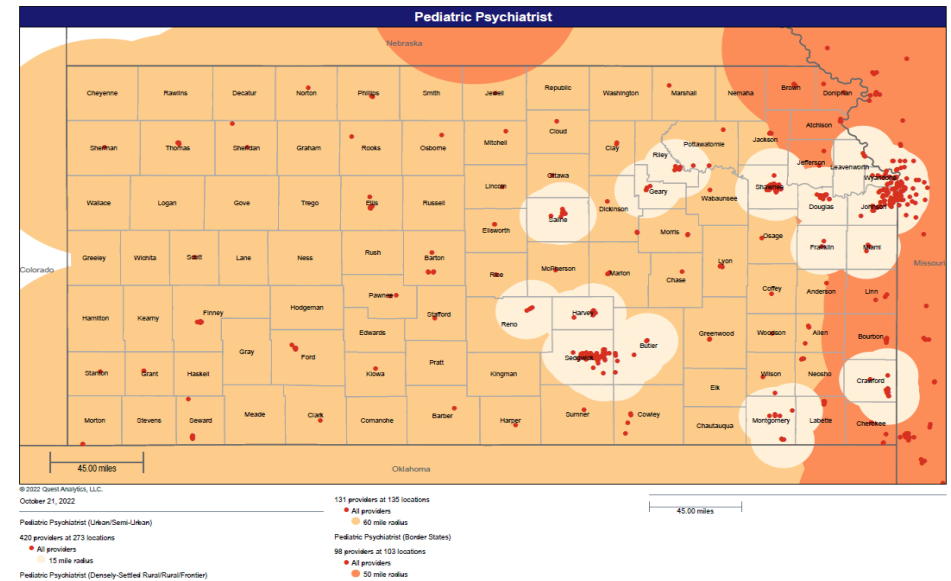 Pediatric Psychiatrist
Nebraska
Cheyenne Rawlins Decatur Norton Phillips Smith Jewell Republic Washington Marshall Nemaha Brown Doniphan
Atchison
Sherman Thomas Sheridan Graham Rooks Osborne Mitchell Cloud Clay Riley Pottawatomie Jackson
Jefferson Leavenworth
Wyandotte
Lincoln Ottawa Geary Wabaunsee Shawnee
Wallace Logan Gove Trego Ellis Russell Saline Dickinson Douglas Johnson
Ellsworth Morris Osage Franklin Miami
Colorado
Greeley Wichita Scott Lane Ness Rush Barton Rice McPherson Marion Chase Lyon
Missouri
Coffey Anderson Linn
Hamilton Kearny Finney Hodgeman Pawnee Stafford Reno Harvey
Gray Ford Edwards Sedgwick Butler Greenwood Woodson Allen Bourbon
Stanton Grant Haskell Kiowa Pratt Kingman Elk Wilson Neosho Crawford
Morton Stevens Seward Meade Clark Comanche Barber Harper Sumner Cowley Chautauqua Montgomery Labette Cherokee
45.00 miles
Oklahoma
© 2022 Quest Analytics, LLC.
October 21, 2022
Pediatric Psychiatrist (Urban/Semi-Urban)
420 providers at 273 locations
All providers
15 mile radius
Pediatric Psychiatrist (Densely-Settled Rural/Rural/Frontier)
131 providers at 135 locations
All providers
60 mile radius
Pediatric Psychiatrist (Border States)
98 providers at 103 locations
All providers
50 mile radius
45.00 miles